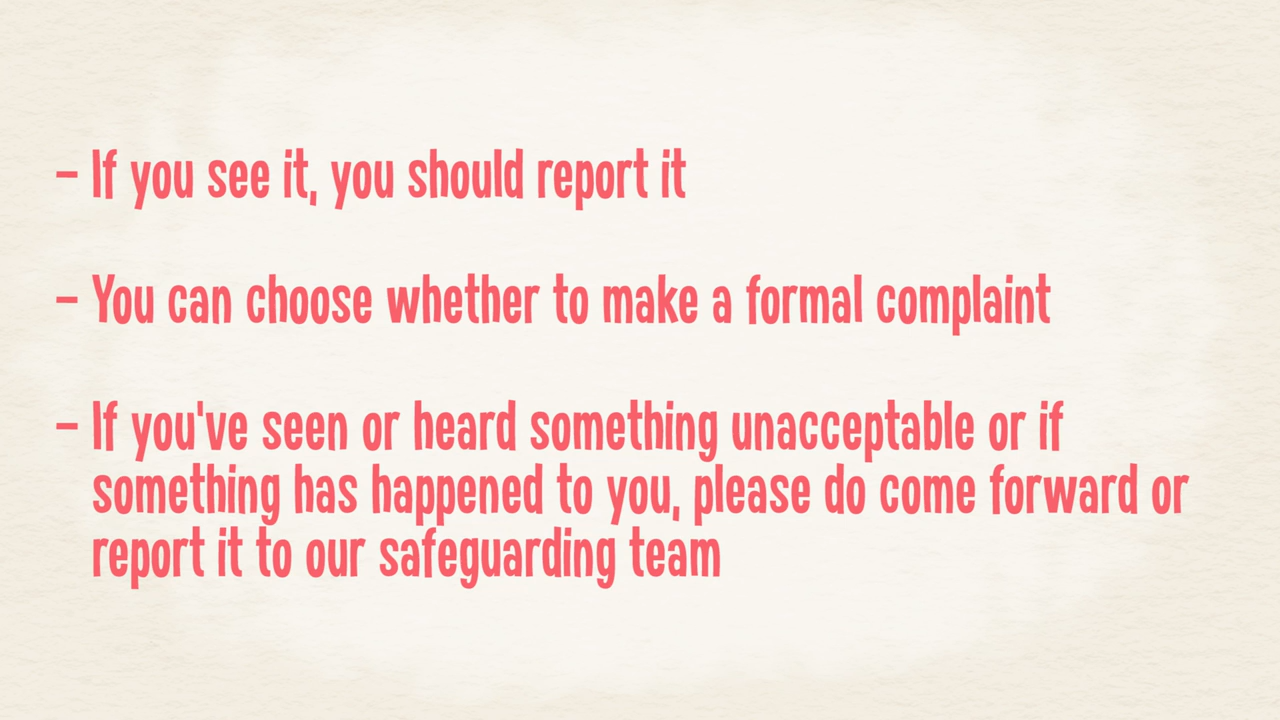 - If you see it, you should report it
- You can choose whether to make a formal complaint
- If you've seen or heard something unacceptable or if
something has happened to you, please do come forward or
report it to our safeguarding team